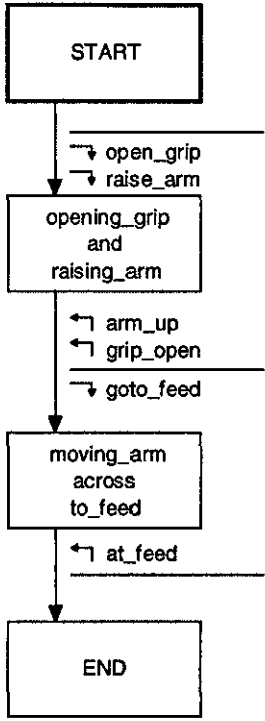 START
open_grip
raise_arm
opening_grip
and
raising_arm
arm_up
grip_open
goto_feed
moving_arm
across
to_feed
at_feed
END